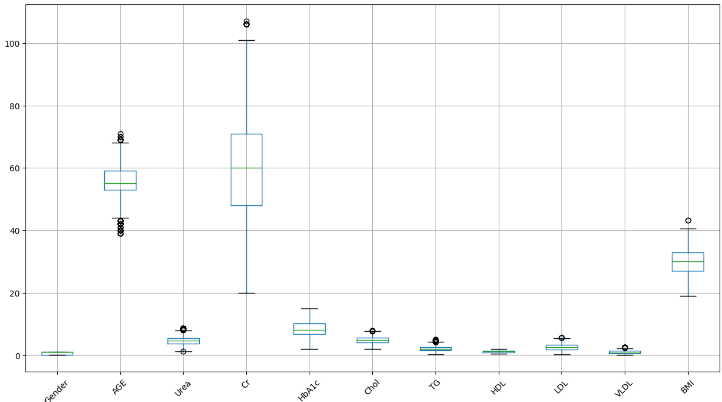 100
80
60
40
20
0
Gender
AGE
Urea
Cr
HbA1c
Chol
TG
HDL
LDL
VLDL
BMI